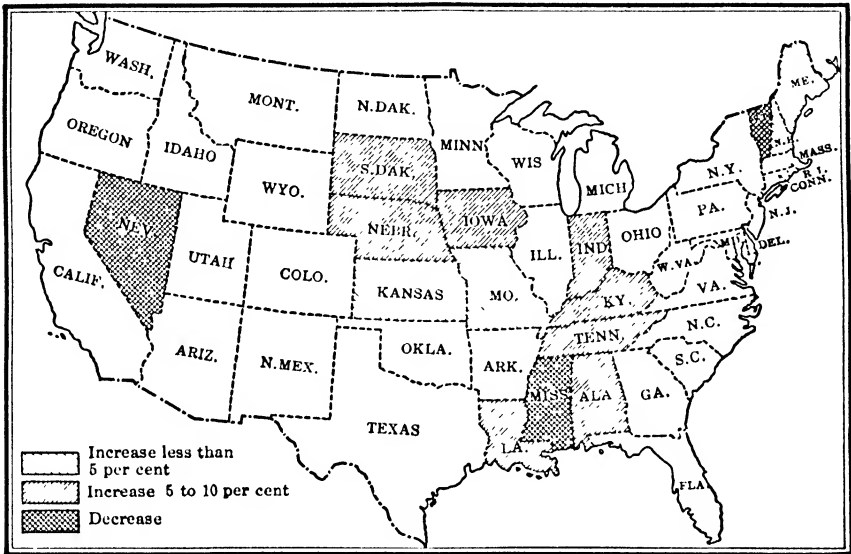 WASH.
MONT.
N.DAK.
MINN
ME.
OREGON
IDAHO
S.DAK.
WIS
MICH
N.Y.
MASS.
R.I.
CONN.
WYO.
NEV.
NEBR.
IOWA
PA.
N.J.
OHIO
ILL.
IND
DEL.
UTAH
COLO.
CALIF.
KANSAS
MO.
W.VA.
VA.
KY.
N.C.
TENN.
ARIZ.
N.MEX.
OKLA.
ARK.
S.C.
MISS
ALA
GA.
TEXAS
LA.
FLA
Increase less than
5 per cent
Increase 5 to 10 per cent
Decrease